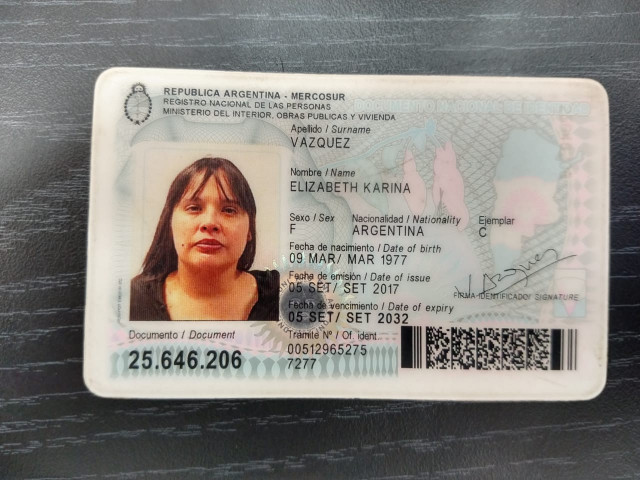 REPUBLICA ARGENTINA - MERCOSUR
REGISTRO NACIONAL DE LAS PERSONAS
MINISTERIO DEL INTERIOR, OBRAS PUBLICAS Y VIVIENDA
Apellido / Surname
VAZQUEZ
Nombre / Name
ELIZABETH KARINA
Sexo / Sex Nacionalidad / Nationality Ejemplar
F ARGENTINA C
Fecha de nacimiento / Date of birth
09 MAR/ MAR 1977
Fecha de emisión / Date of issue
05 SET/ SET 2017
FIRMA IDENTIFICADO/ SIGNATURE
Fecha de vencimiento / Date of expiry
05 SET/ SET 2032
Documento / Document
25.646.206
Trámite Nº / Of. ident.
00512965275
7277